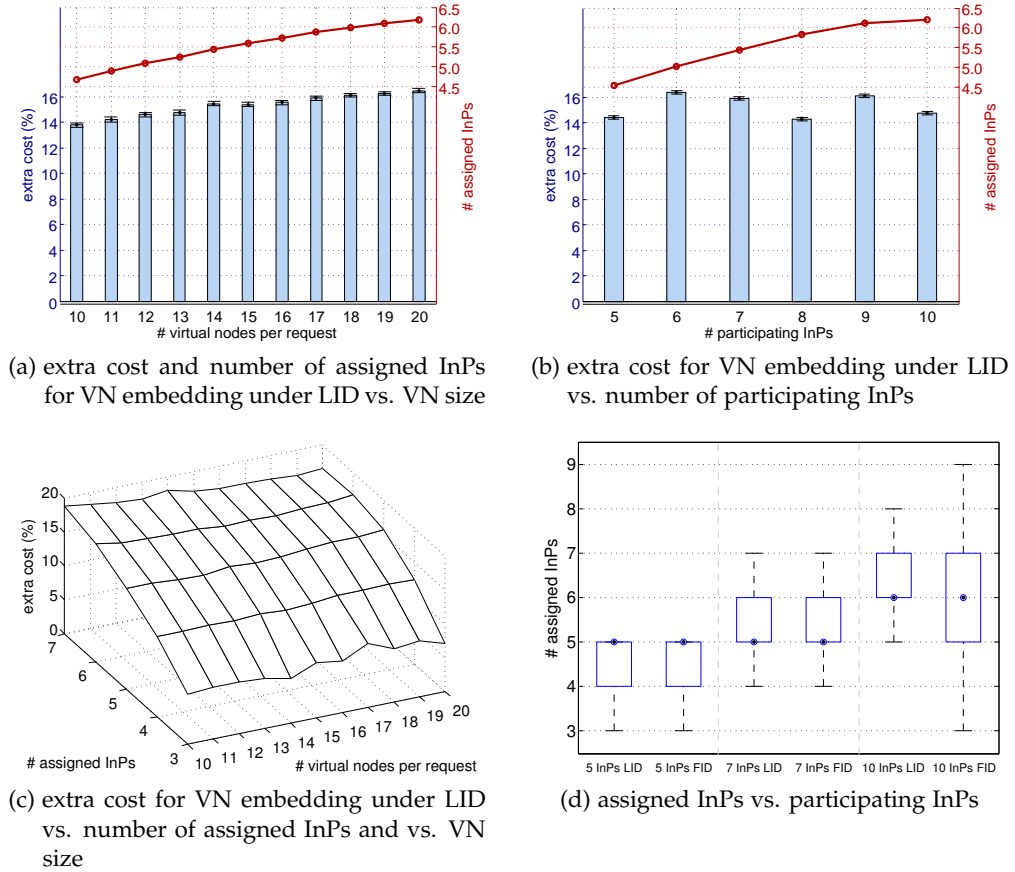 6.5
6.0
5.5
5.0
4.5
16
14
12
10
8
6
4
2
0
extra cost (%)
# assigned InPs
10 11 12 13 14 15 16 17 18 19 20
# virtual nodes per request
(a) extra cost and number of assigned InPs
for VN embedding under LID vs. VN size
6.5
6.0
5.5
5.0
4.5
16
14
12
10
8
6
4
2
0
extra cost (%)
# assigned InPs
5 6 7 8 9 10
# participating InPs
(b) extra cost for VN embedding under LID
vs. number of participating InPs
20
15
10
5
0
extra cost (%)
7
6
5
4
3
# assigned InPs
10 11 12 13 14 15 16 17 18 19 20
# virtual nodes per request
(c) extra cost for VN embedding under LID
vs. number of assigned InPs and vs. VN
size
9
8
7
6
5
4
3
# assigned InPs
5 InPs LID 5 InPs FID 7 InPs LID 7 InPs FID 10 InPs LID 10 InPs FID
(d) assigned InPs vs. participating InPs